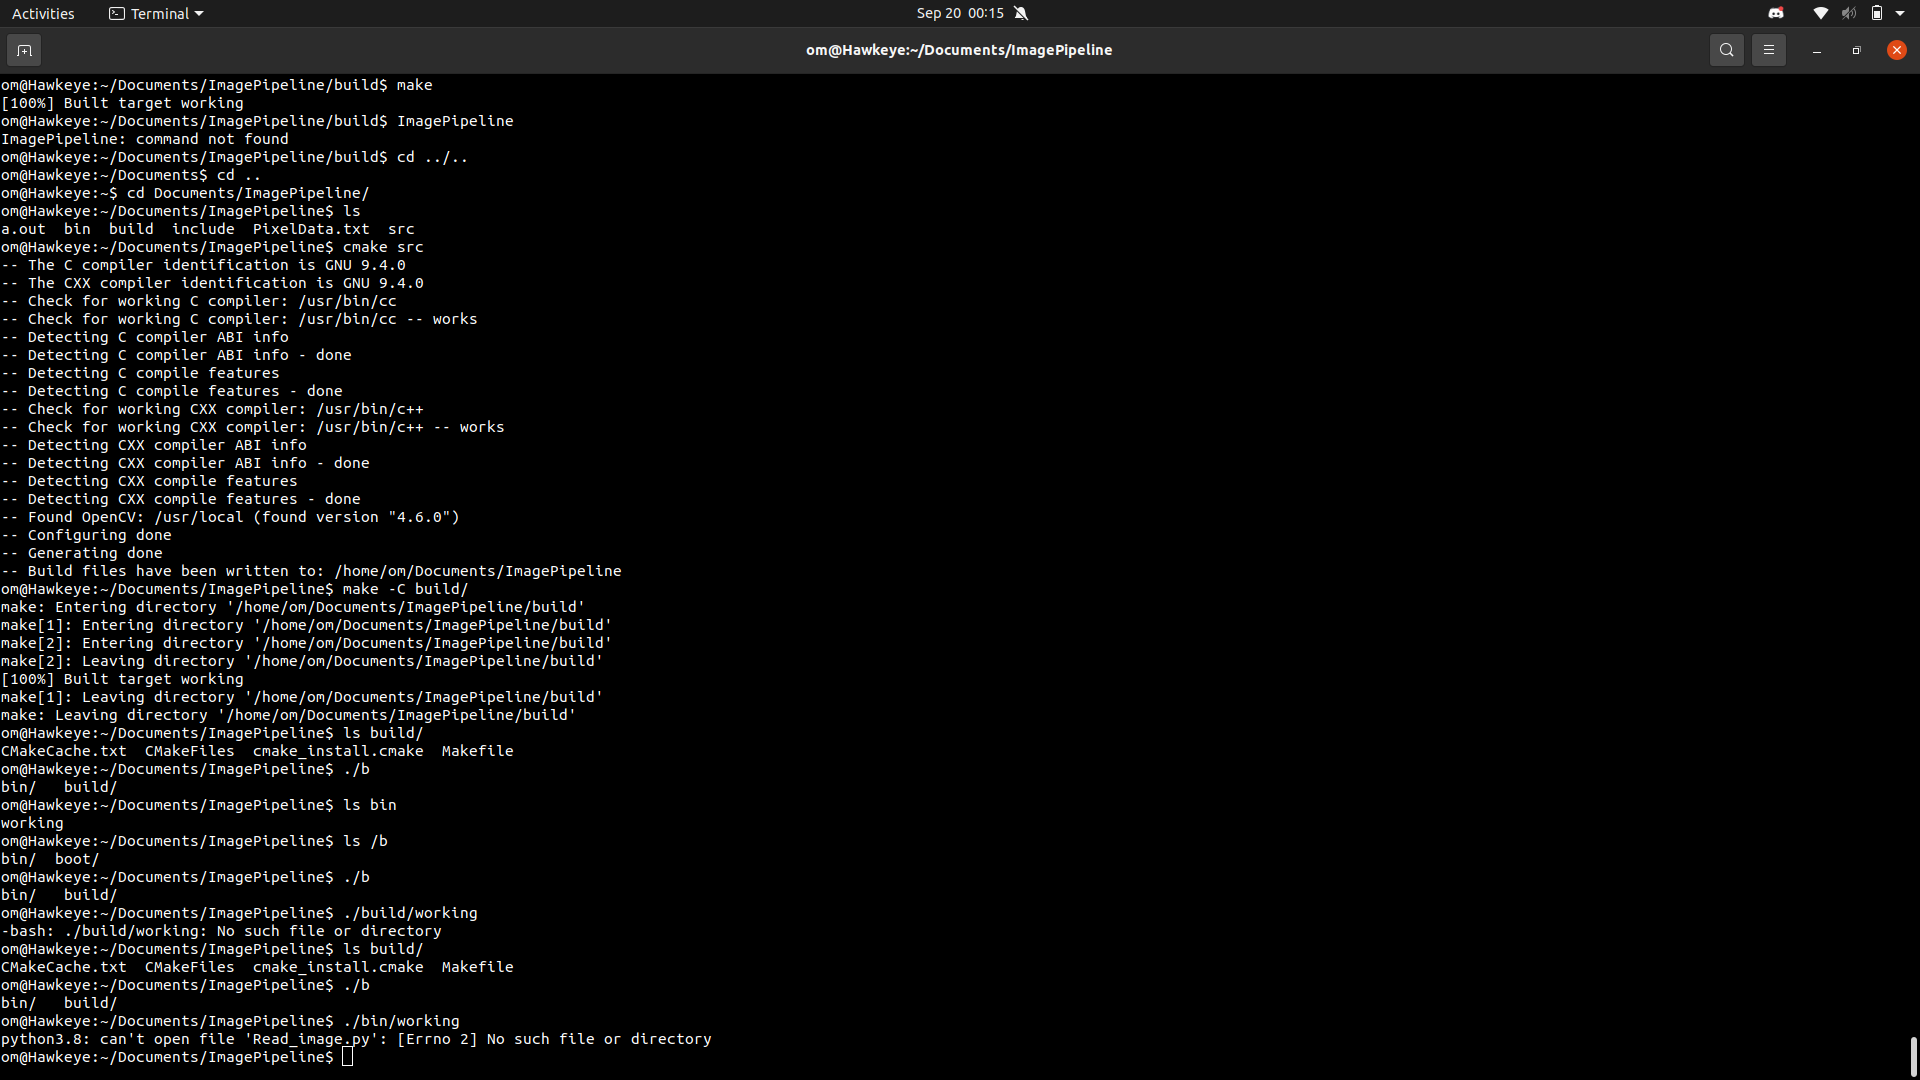 Activities Terminal Sep 20 00:15
om@Hawkeye:~/Documents/ImagePipeline
om@Hawkeye:~/Documents/ImagePipeline/build$ make
[100%] Built target working
om@Hawkeye:~/Documents/ImagePipeline/build$ ImagePipeline
ImagePipeline: command not found
om@Hawkeye:~/Documents/ImagePipeline/build$ cd ../..
om@Hawkeye:~/Documents$ cd ..
om@Hawkeye:~$ cd Documents/ImagePipeline/
om@Hawkeye:~/Documents/ImagePipeline$ ls
a.out  bin  build  include  PixelData.txt  src
om@Hawkeye:~/Documents/ImagePipeline$ cmake src
-- The C compiler identification is GNU 9.4.0
-- The CXX compiler identification is GNU 9.4.0
-- Check for working C compiler: /usr/bin/cc
-- Check for working C compiler: /usr/bin/cc -- works
-- Detecting C compiler ABI info
-- Detecting C compiler ABI info - done
-- Detecting C compile features
-- Detecting C compile features - done
-- Check for working CXX compiler: /usr/bin/c++
-- Check for working CXX compiler: /usr/bin/c++ -- works
-- Detecting CXX compiler ABI info
-- Detecting CXX compiler ABI info - done
-- Detecting CXX compile features
-- Detecting CXX compile features - done
-- Found OpenCV: /usr/local (found version "4.6.0")
-- Configuring done
-- Generating done
-- Build files have been written to: /home/om/Documents/ImagePipeline
om@Hawkeye:~/Documents/ImagePipeline$ make -C build/
make: Entering directory '/home/om/Documents/ImagePipeline/build'
make[1]: Entering directory '/home/om/Documents/ImagePipeline/build'
make[2]: Entering directory '/home/om/Documents/ImagePipeline/build'
make[2]: Leaving directory '/home/om/Documents/ImagePipeline/build'
[100%] Built target working
make[1]: Leaving directory '/home/om/Documents/ImagePipeline/build'
make: Leaving directory '/home/om/Documents/ImagePipeline/build'
om@Hawkeye:~/Documents/ImagePipeline$ ls build/
CMakeCache.txt  CMakeFiles  cmake_install.cmake  Makefile
om@Hawkeye:~/Documents/ImagePipeline$ ./b
bin/   build/
om@Hawkeye:~/Documents/ImagePipeline$ ls bin
working
om@Hawkeye:~/Documents/ImagePipeline$ ls /b
bin/  boot/
om@Hawkeye:~/Documents/ImagePipeline$ ./b
bin/   build/
om@Hawkeye:~/Documents/ImagePipeline$ ./build/working
-bash: ./build/working: No such file or directory
om@Hawkeye:~/Documents/ImagePipeline$ ls build/
CMakeCache.txt  CMakeFiles  cmake_install.cmake  Makefile
om@Hawkeye:~/Documents/ImagePipeline$ ./b
bin/   build/
om@Hawkeye:~/Documents/ImagePipeline$ ./bin/working
python3.8: can't open file 'Read_image.py': [Errno 2] No such file or directory
om@Hawkeye:~/Documents/ImagePipeline$